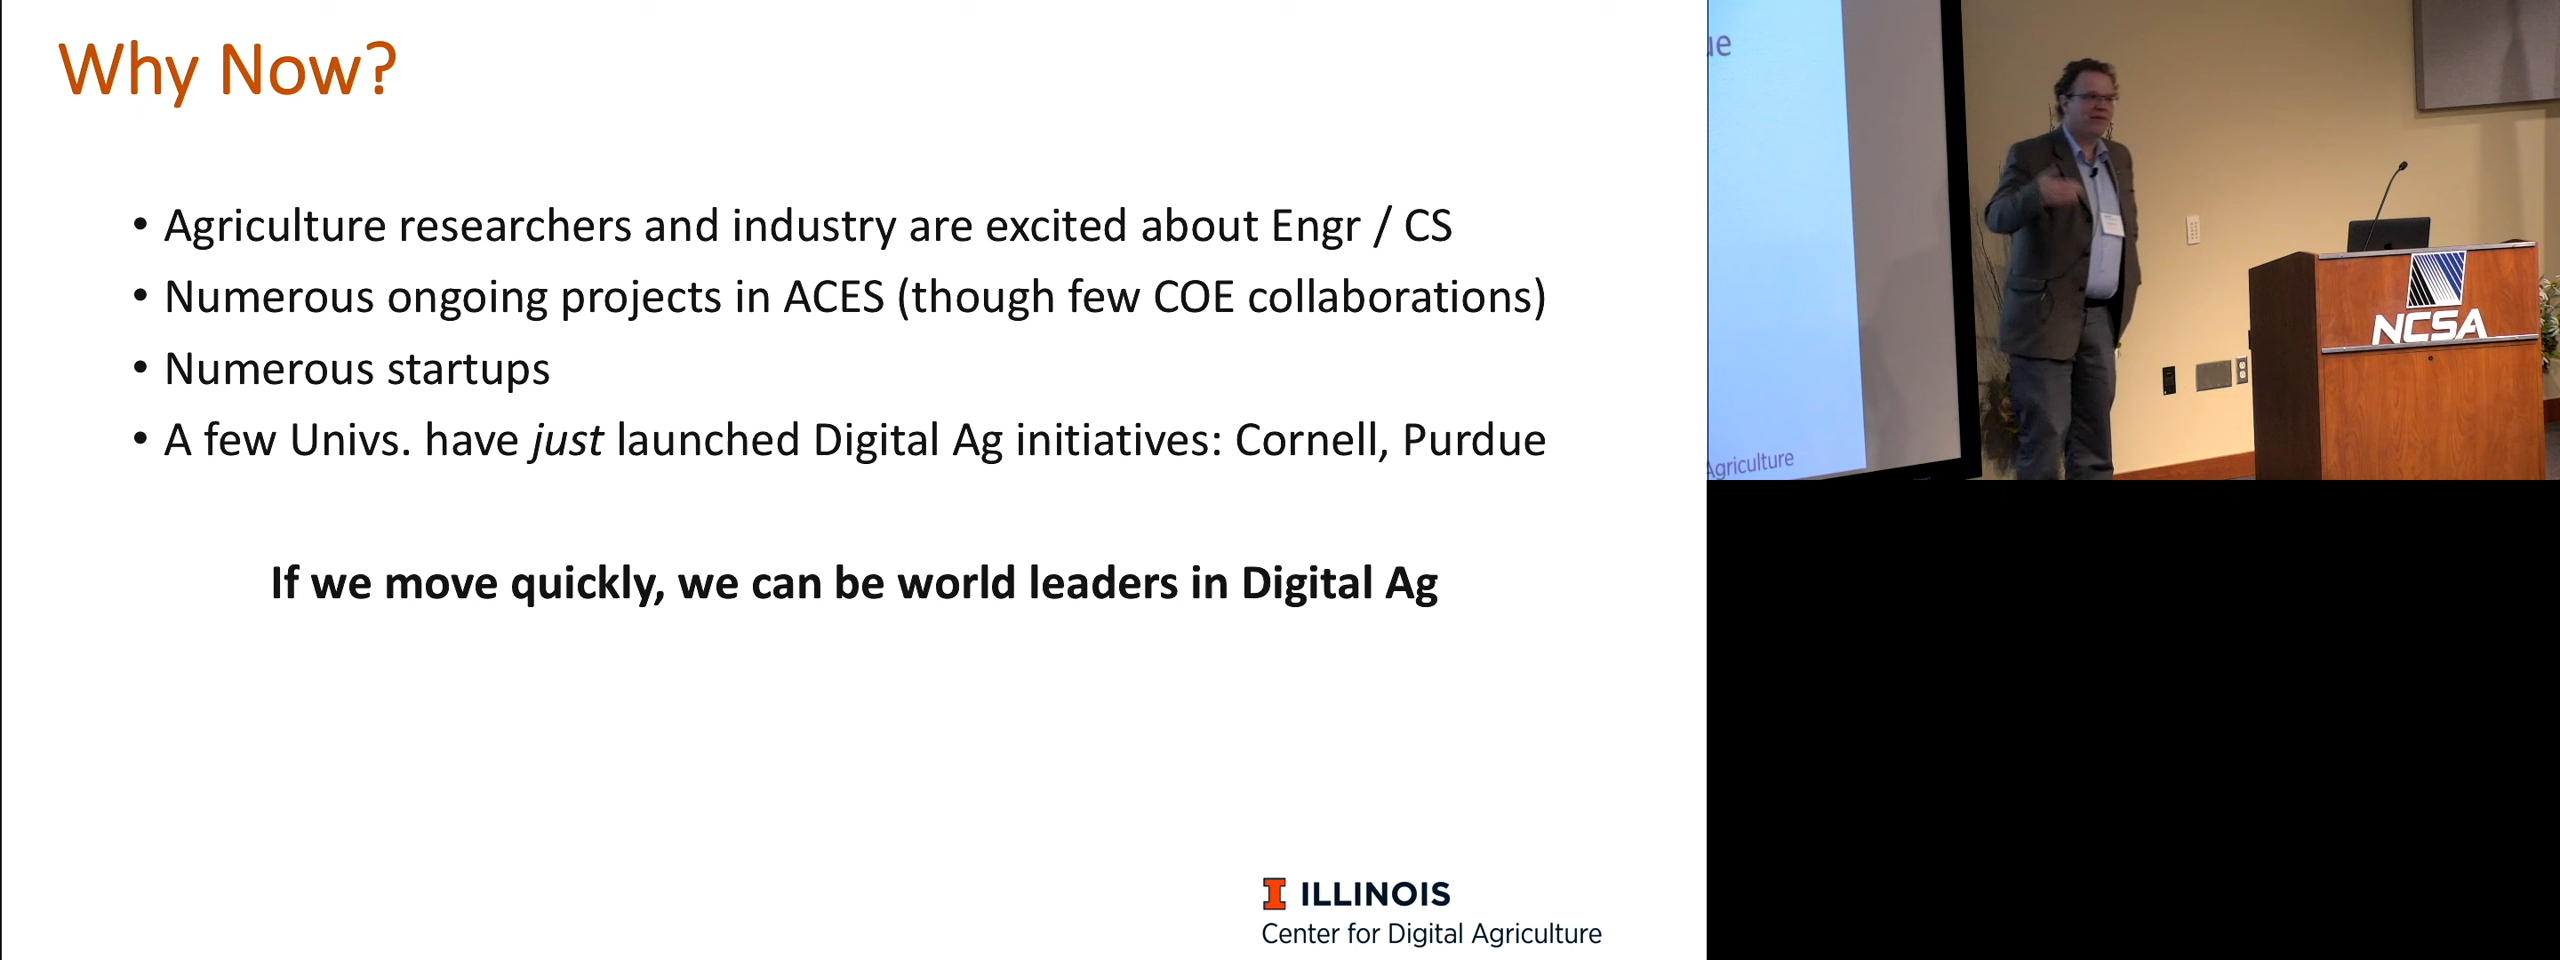 Why Now?
• Agriculture researchers and industry are excited about Engr / CS
• Numerous ongoing projects in ACES (though few COE collaborations)
• Numerous startups
• A few Univs. have just launched Digital Ag initiatives: Cornell, Purdue
If we move quickly, we can be world leaders in Digital Ag
I ILLINOIS
Center for Digital Agriculture
ue
Agriculture
NCSA